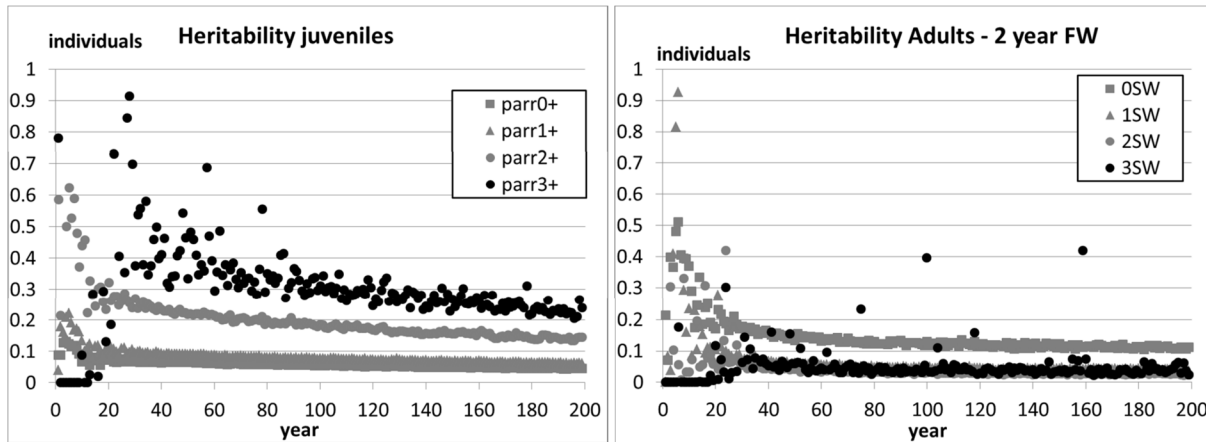 Heritability juveniles
individuals
1
0.9
0.8
0.7
0.6
0.5
0.4
0.3
0.2
0.1
0
0 20 40 60 80 100 120 140 160 180 200
year
parr0+
parr1+
parr2+
parr3+
Heritability Adults - 2 year FW
individuals
1
0.9
0.8
0.7
0.6
0.5
0.4
0.3
0.2
0.1
0
0 20 40 60 80 100 120 140 160 180 200
year
0SW
1SW
2SW
3SW